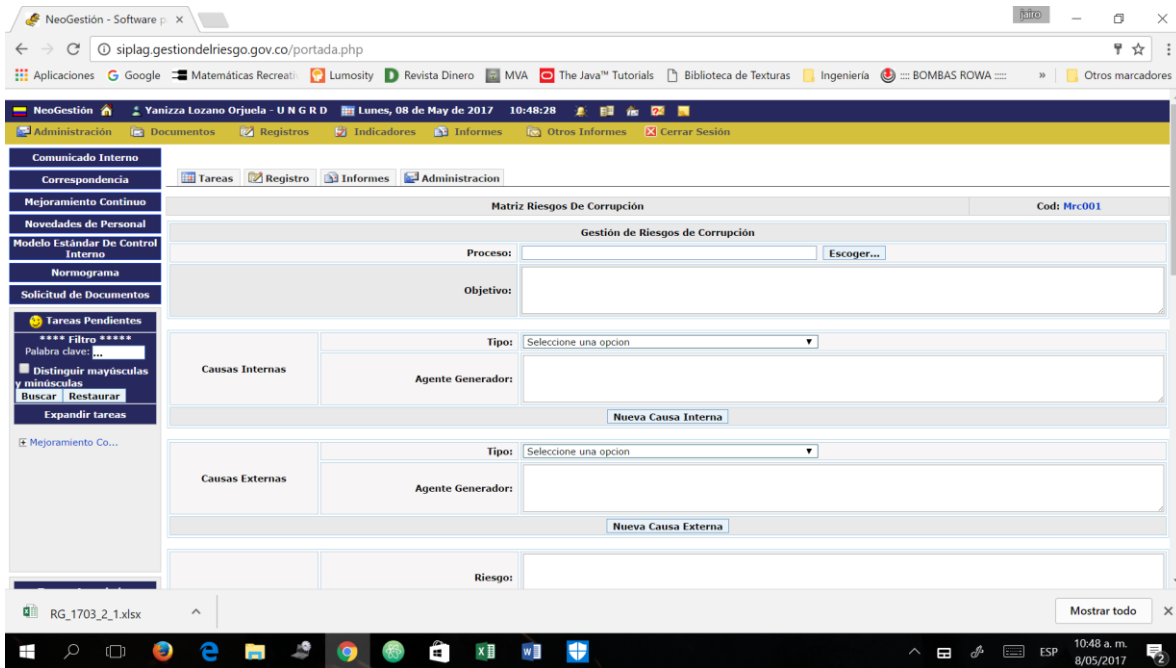 NeoGestión - Software p
jairo
siplag.gestiondelriesgo.gov.co/portada.php
Aplicaciones Google Matemáticas Recreati Lumosity Revista Dinero MVA The Java™ Tutorials Biblioteca de Texturas Ingeniería :::: BOMBAS ROWA ::::: » Otros marcadores
NeoGestión Yanizza Lozano Orjuela - U N G R D Lunes, 08 de May de 2017 10:48:28
Administración Documentos Registros Indicadores Informes Otros Informes Cerrar Sesión
Comunicado Interno
Correspondencia
Mejoramiento Continuo
Novedades de Personal
Modelo Estándar De Control
Interno
Normograma
Solicitud de Documentos
Tareas Pendientes
**** Filtro *****
Palabra clave: ...
Distinguir mayúsculas
y minúsculas
Buscar Restaurar
Expandir tareas
Mejoramiento Co...
Tareas Registro Informes Administracion
Matriz Riesgos De Corrupción Cod: Mrc001
Gestión de Riesgos de Corrupción
Proceso: Escoger...
Objetivo:
Causas Internas
Tipo: Seleccione una opcion
Agente Generador:
Nueva Causa Interna
Causas Externas
Tipo: Seleccione una opcion
Agente Generador:
Nueva Causa Externa
Riesgo:
RG_1703_2_1.xlsx
Mostrar todo
ESP
10:48 a. m.
8/05/2017